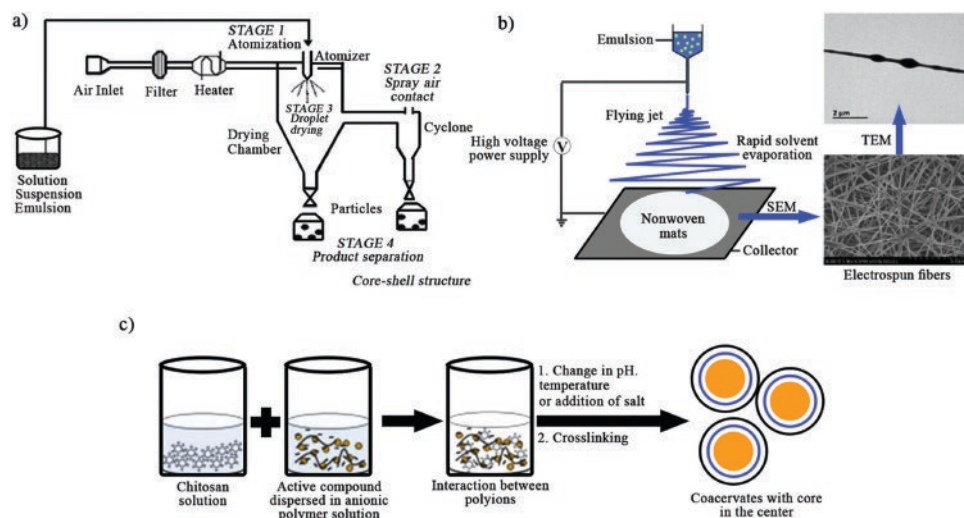 a)
STAGE 1
Atomization
Atomizer
STAGE 2
Spray air
contact
Air Inlet
Filter
Heater
STAGE 3
Droplet
drying
Drying
Chamber
Cyclone
Solution
Suspension
Emulsion
Particles
STAGE 4
Product separation
Core-shell structure
b)
Emulsion
Flying jet
High voltage
power supply
V
Rapid solvent
evaporation
Nonwoven
mats
Collector
SEM
TEM
2 µm
Electrospun fibers
c)
Chitosan
solution
Active compound
dispersed in anionic
polymer solution
Interaction between
polyions
1. Change in pH.
temperature
or addition of salt
2. Crosslinking
Coacervates with core
in the center